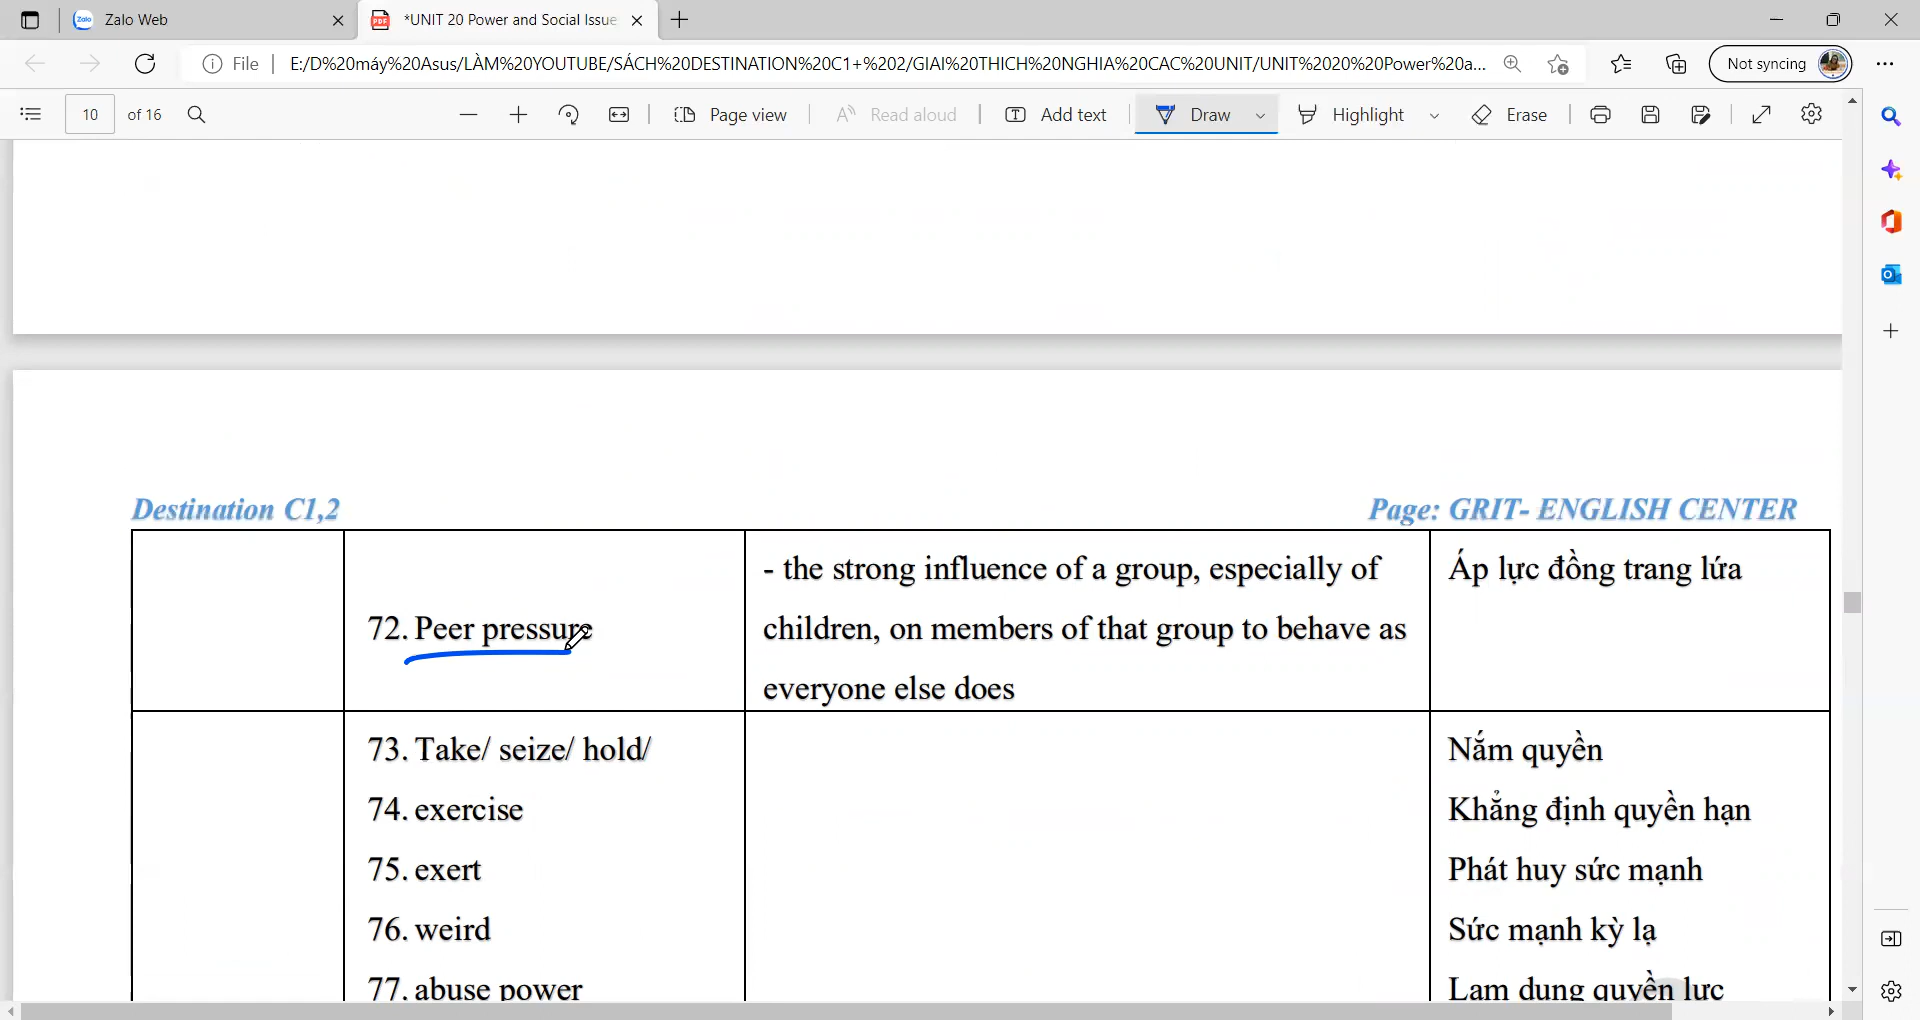 Zalo Web
*UNIT 20 Power and Social Issue
File
E:/D%20máy%20Asus/LÀM%20YOUTUBE/SÁCH%20DESTINATION%20C1+%202/GIAI%20THICH%20NGHIA%20CAC%20UNIT/UNIT%2020%20Power%20a...
Not syncing
10 of 16
Page view
Read aloud
Add text
Draw
Highlight
Erase
Destination C1,2
Page: GRIT- ENGLISH CENTER
72. Peer pressure
- the strong influence of a group, especially of
children, on members of that group to behave as
everyone else does
Áp lực đồng trang lứa
73. Take/ seize/ hold/
Nắm quyền
74. exercise
Khẳng định quyền hạn
75. exert
Phát huy sức mạnh
76. weird
Sức mạnh kỳ lạ
77. abuse power
Lạm dụng quyền lực